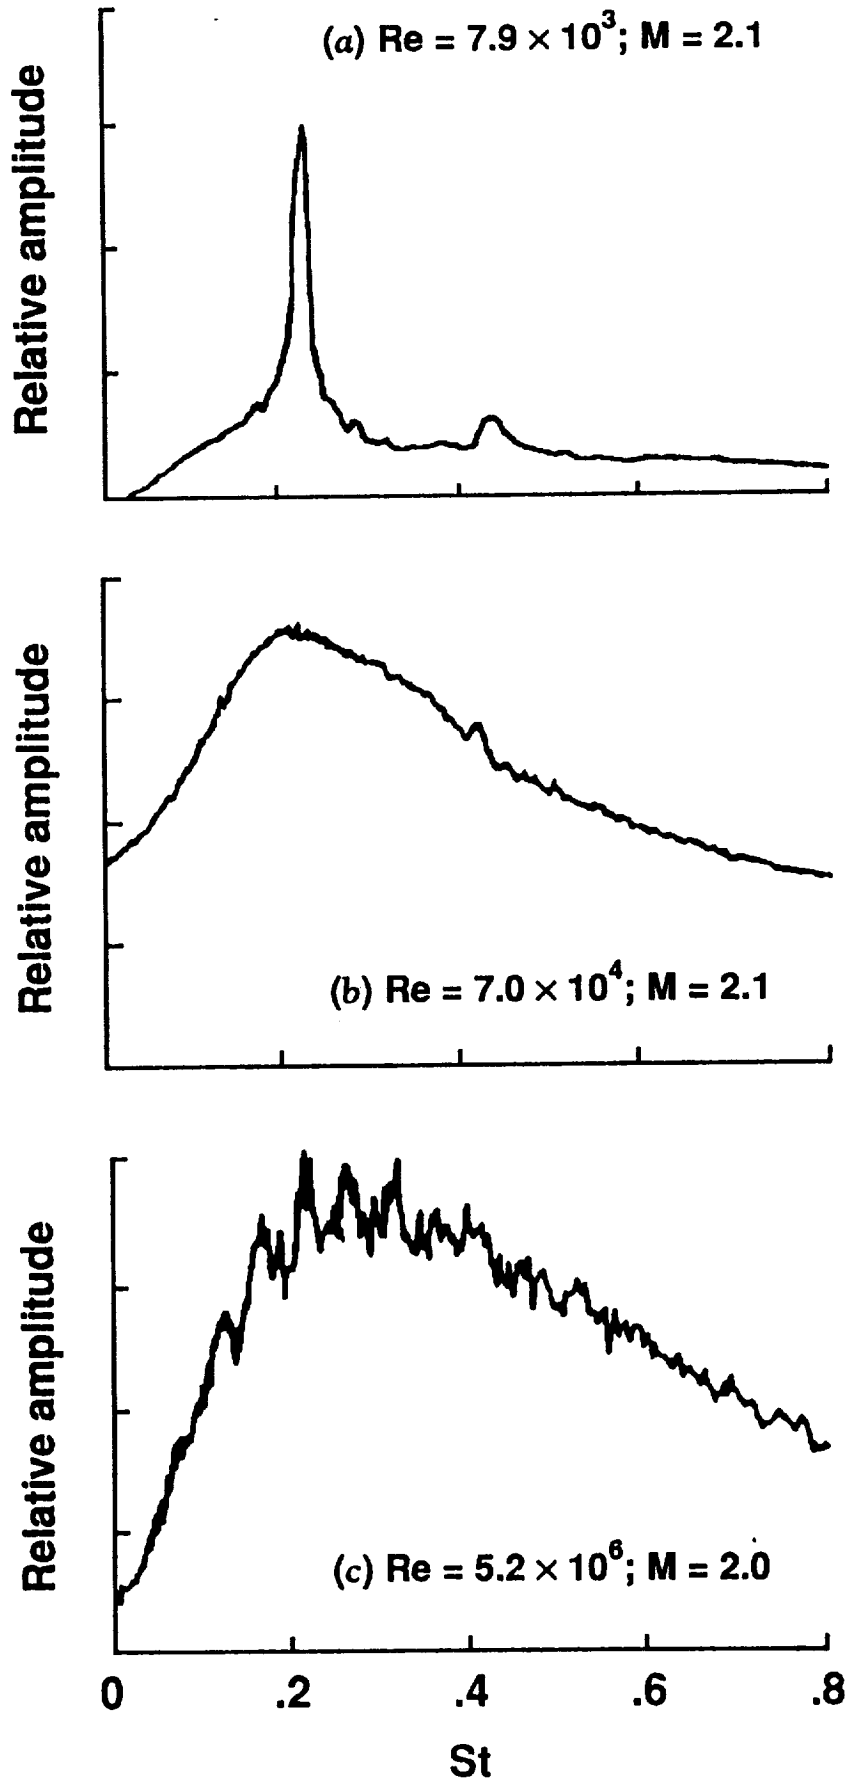 (a) Re = 7.9 × 10³; M = 2.1
Relative amplitude
Relative amplitude
(b) Re = 7.0 × 10⁴; M = 2.1
Relative amplitude
(c) Re = 5.2 × 10⁶; M = 2.0
0 .2 .4 .6 .8
St